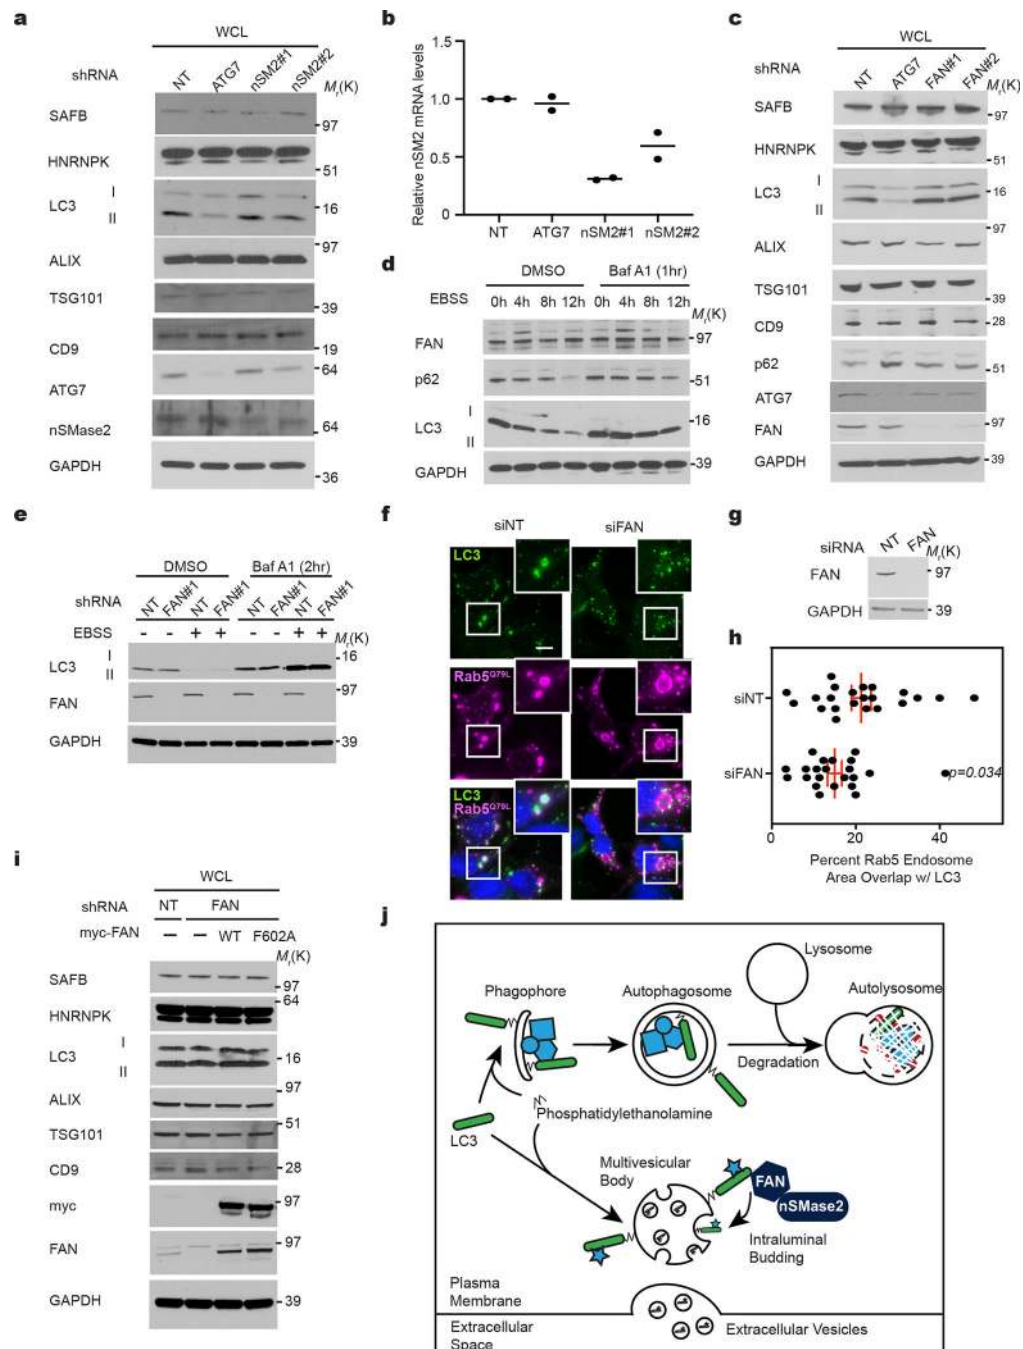 a
WCL
shRNA
NT ATG7 nSM2#1 nSM2#2
Mr(K)
SAFB
97
HNRNPK
51
LC3 I
II
16
ALIX
97
TSG101
39
CD9
19
ATG7
64
nSMase2
64
GAPDH
36
b
Relative nSM2 mRNA levels
1.5
1.0
0.5
0
NT ATG7 nSM2#1 nSM2#2
c
WCL
shRNA
NT ATG7 FAN#1 FAN#2
Mr(K)
SAFB
97
HNRNPK
51
LC3 I
II
16
ALIX
97
TSG101
39
CD9
28
p62
51
ATG7
FAN
GAPDH
39
d
DMSO Baf A1 (1hr)
EBSS 0h 4h 8h 12h 0h 4h 8h 12h
Mr(K)
FAN
97
p62
51
LC3 I
II
16
GAPDH
39
e
DMSO Baf A1 (2hr)
shRNA NT FAN#1 NT FAN#1 NT FAN#1 NT FAN#1
EBSS - - + + - - + +
Mr(K)
LC3 I
II
16
FAN
97
GAPDH
39
f
siNT siFAN
LC3
Rab5Q79L
LC3
Rab5Q79L
g
siRNA NT FAN
Mr(K)
FAN
97
GAPDH
39
h
siNT
siFAN
p=0.034
0 20 40
Percent Rab5 Endosome
Area Overlap w/ LC3
i
WCL
shRNA NT FAN
myc-FAN – – WT F602A
Mr(K)
SAFB
97
HNRNPK
64
LC3 I
II
16
ALIX
97
TSG101
51
CD9
28
myc
97
FAN
97
GAPDH
39
j
Lysosome
Phagophore
Autophagosome
Autolysosome
Degradation
Phosphatidylethanolamine
LC3
Multivesicular
Body
FAN
nSMase2
Intraluminal
Budding
Plasma
Membrane
Extracellular
Space
Extracellular Vesicles